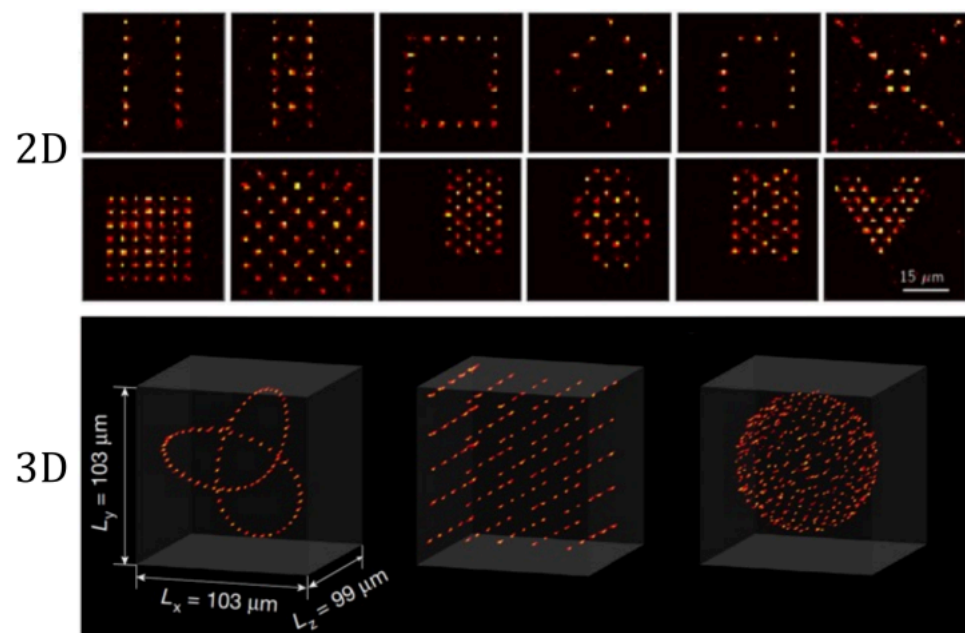 2D
15 μm
3D
L_y = 103 μm
L_x = 103 μm
L_z = 99 μm